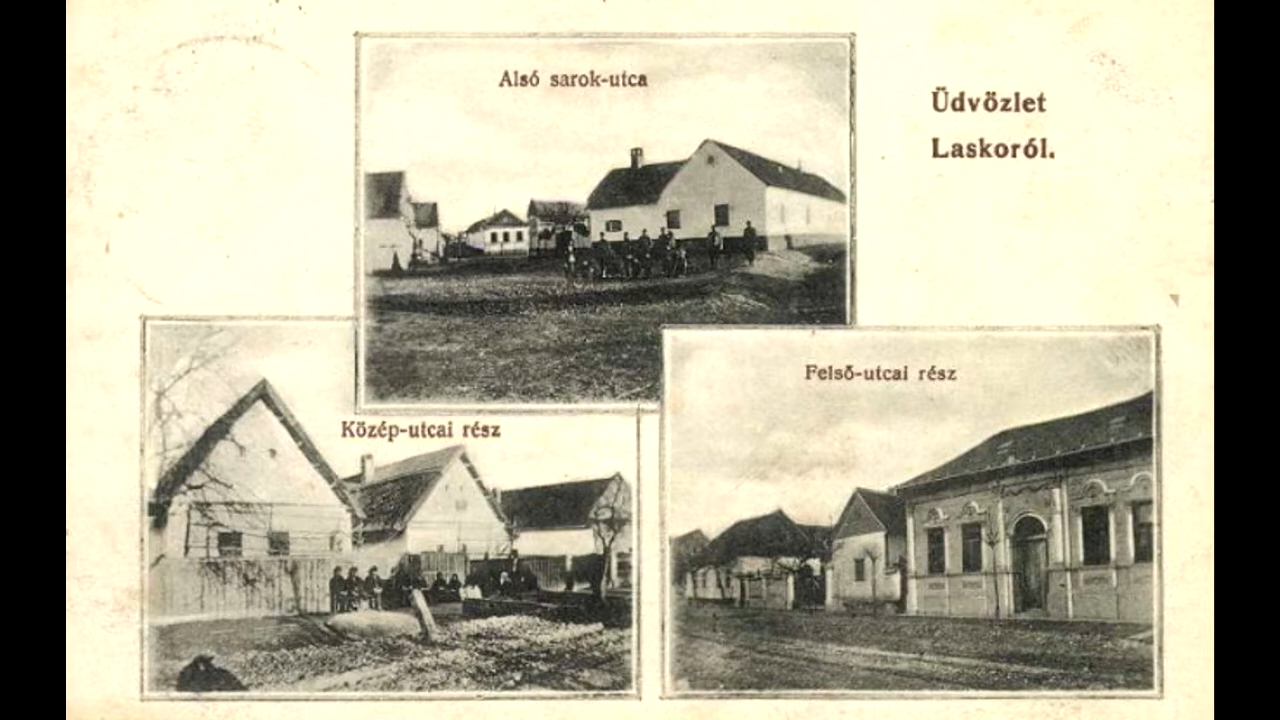 Alsó sarok-utca
Üdvözlet
Laskoról.
Közép-utcai rész
Felső-utcai rész